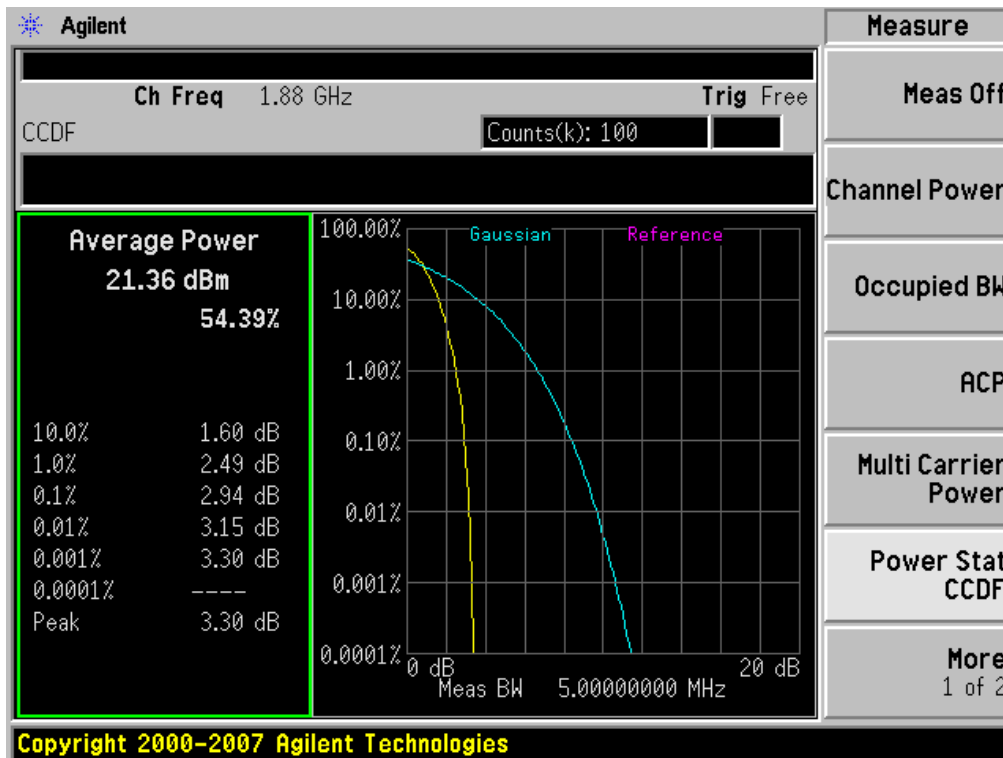 Agilent
Measure
Ch Freq 1.88 GHz Trig Free
CCDF Counts(k): 100
Average Power
21.36 dBm
54.39%
10.0% 1.60 dB
1.0% 2.49 dB
0.1% 2.94 dB
0.01% 3.15 dB
0.001% 3.30 dB
0.0001% ----
Peak 3.30 dB
Gaussian Reference
100.00%
10.00%
1.00%
0.10%
0.01%
0.001%
0.0001%
0 dB 20 dB
Meas BW 5.00000000 MHz
Meas Off
Channel Power
Occupied BW
ACP
Multi Carrier
Power
Power Stat
CCDF
More
1 of 2
Copyright 2000-2007 Agilent Technologies